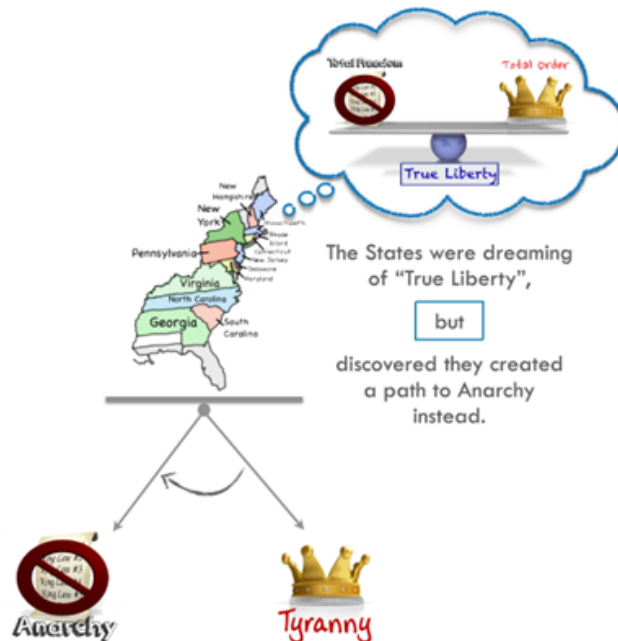 Total Freedom
Total Order
True Liberty
New
Hampshire
New
York
Massachusetts
Rhode
Island
Connecticut
New Jersey
Delaware
Maryland
Pennsylvania
Virginia
North Carolina
Georgia
South
Carolina
The States were dreaming
of “True Liberty”,
but
discovered they created
a path to Anarchy
instead.
Anarchy
Tyranny